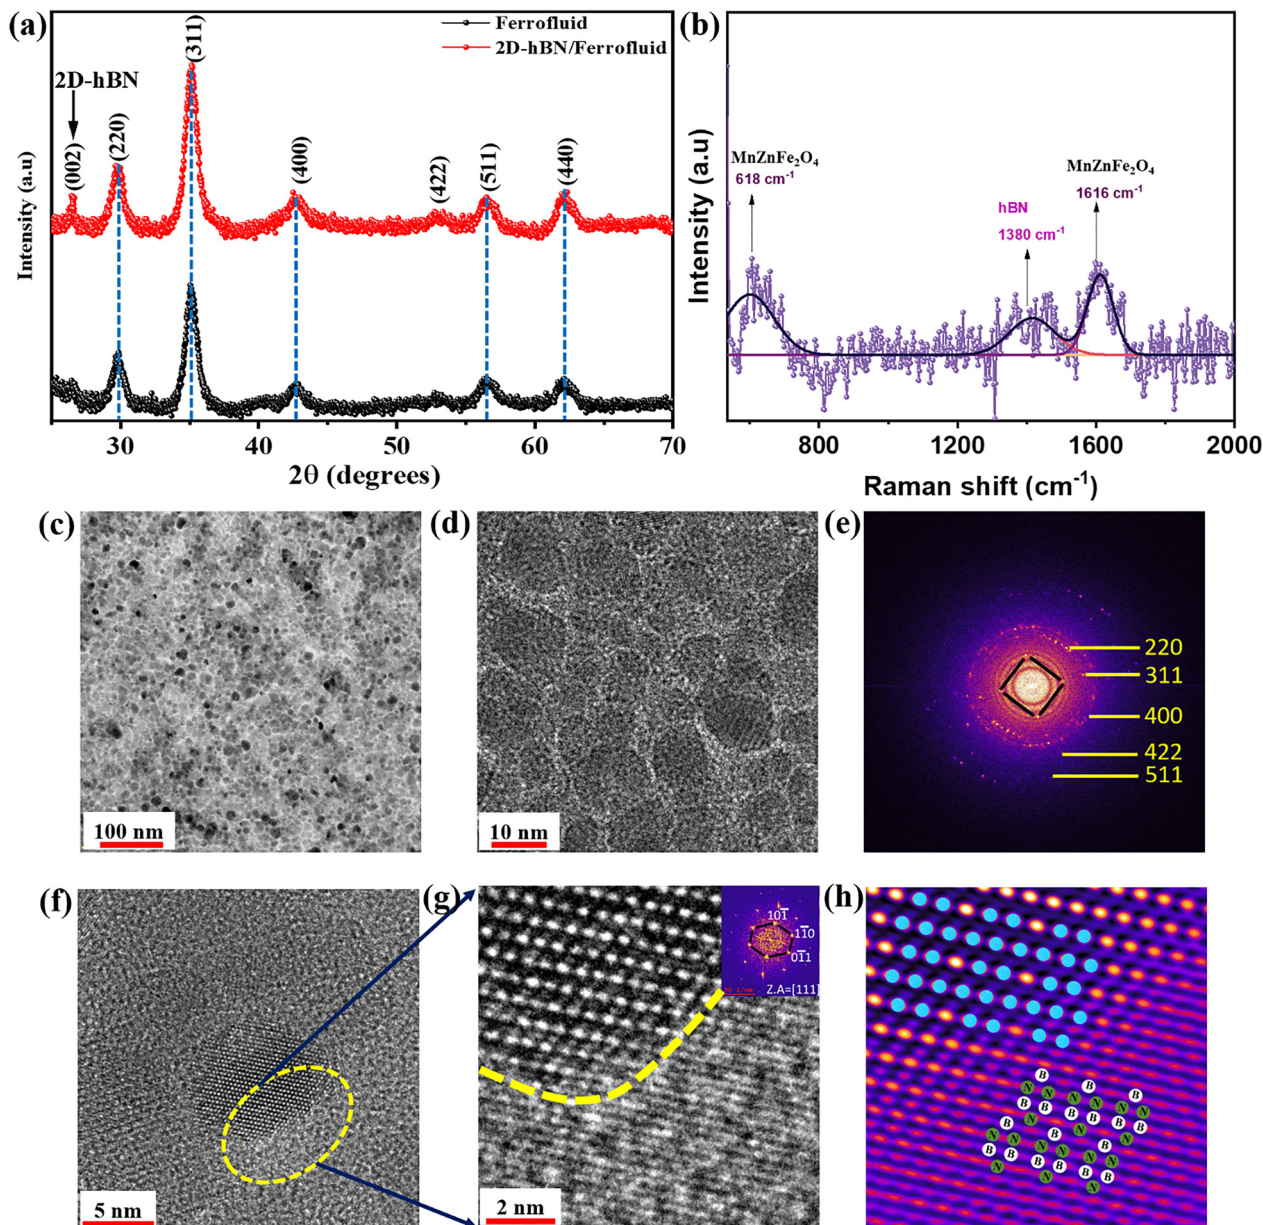 (a)
Ferrofluid
2D-hBN/Ferrofluid
2D-hBN
(002)
(220)
(311)
(400)
(422)
(511)
(440)
Intensity (a.u)
30
40
50
60
70
2θ (degrees)
(b)
MnZnFe₂O₄
618 cm⁻¹
hBN
1380 cm⁻¹
MnZnFe₂O₄
1616 cm⁻¹
Intensity (a.u)
800
1200
1600
2000
Raman shift (cm⁻¹)
(c)
100 nm
(d)
10 nm
(e)
220
311
400
422
511
(f)
5 nm
(g)
101̅
11̅0
01̅1
Z.A=[111]
2 nm
(h)
B
B
B
N
N
N
N
N
B
B
B
B
B
B
B
N
N
N
B
B
B
N
N
N
N
N
B
B
B
B
B
B
N
N
N